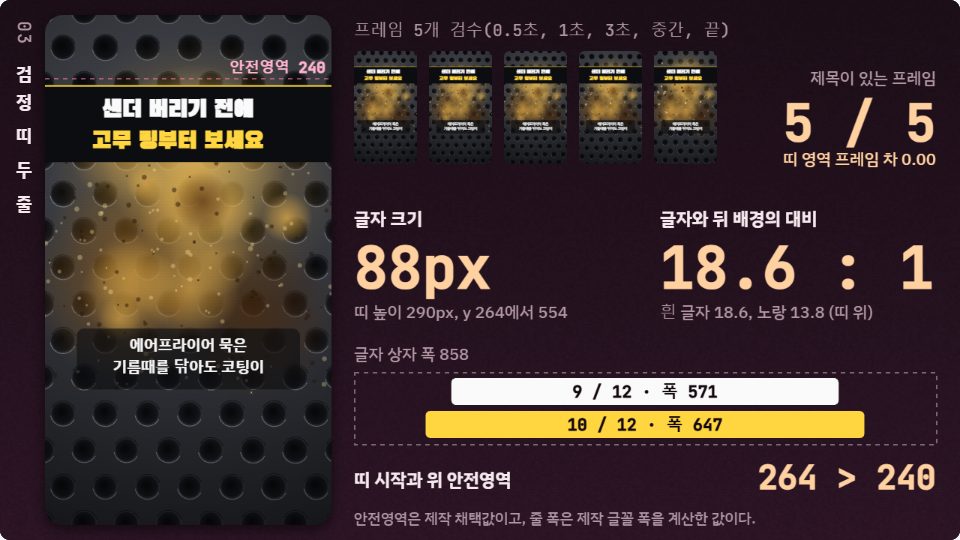 03 검정띠 두 줄
안전영역 240
센더 버리기 전에
고무 링부터 보세요
에어프라이어 묵은
기름때를 닦아도 코팅이
프레임 5개 검수(0.5초, 1초, 3초, 중간, 끝)
제목이 있는 프레임
5 / 5
띠 영역 프레임 차 0.00
글자 크기
88px
띠 높이 290px, y 264에서 554
글자와 뒤 배경의 대비
18.6 : 1
흰 글자 18.6, 노랑 13.8 (띠 위)
글자 상자 폭 858
9 / 12 · 폭 571
10 / 12 · 폭 647
띠 시작과 위 안전영역
264 > 240
안전영역은 제작 채택값이고, 줄 폭은 제작 글꼴 폭을 계산한 값이다.